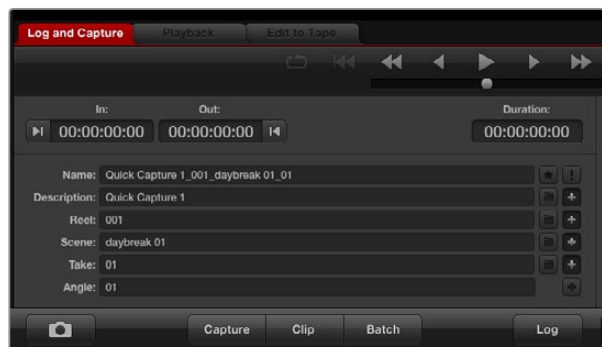 Log and Capture Playback Edit to Tape
In: Out: Duration:
00:00:00:00 00:00:00:00 00:00:00:00
Name: Quick Capture 1_001_daybreak 01_01
Description: Quick Capture 1
Reel: 001
Scene: daybreak 01
Take: 01
Angle: 01
Capture Clip Batch Log